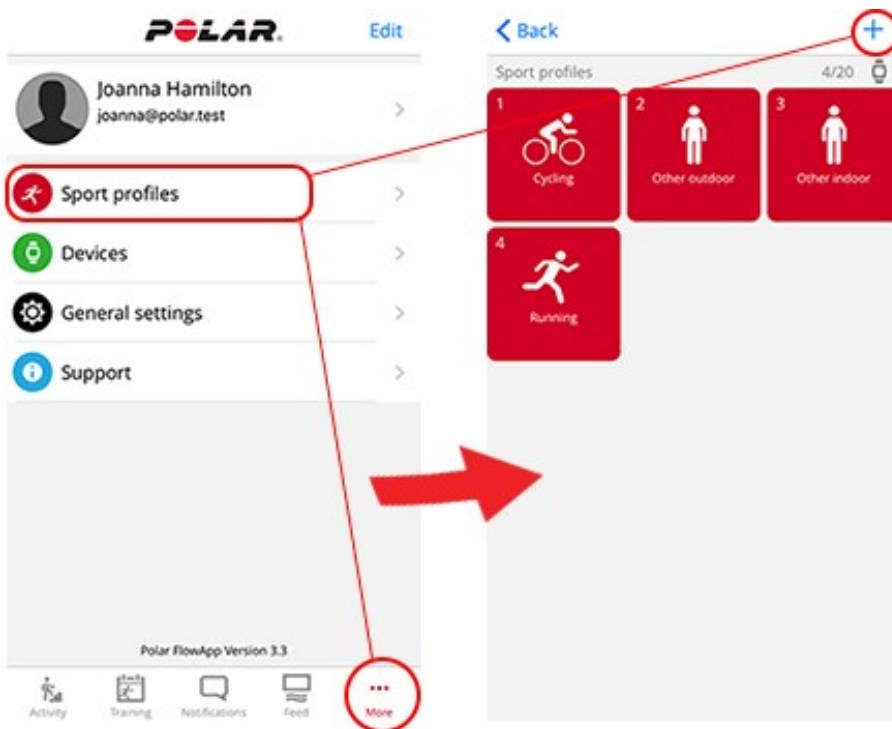 POLAR.
Edit
Joanna Hamilton
joanna@polar.test
Sport profiles
Devices
General settings
Support
Polar FlowApp Version 3.3
Activity
Training
Notifications
Feed
More
Back
Sport profiles
4/20
1
Cycling
2
Other outdoor
3
Other indoor
4
Running